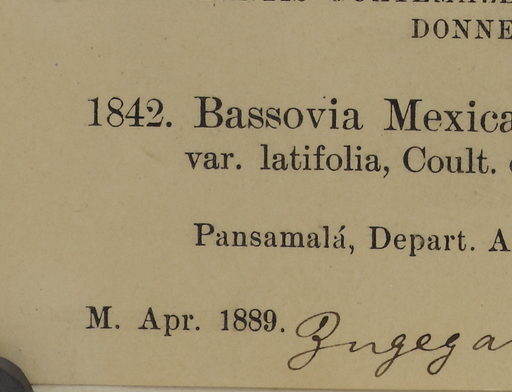 DONNE
1842. Bassovia Mexica
var. latifolia, Coult.
Pansamalá, Depart. A
M. Apr. 1889.